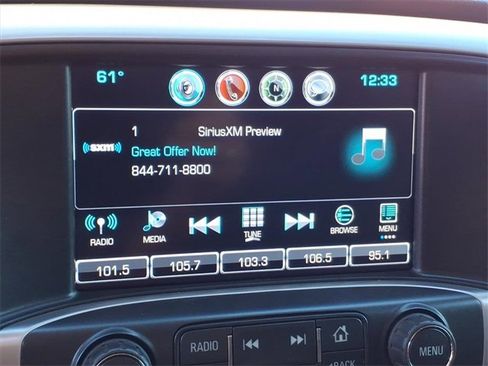 61° 12:33
N
1 SiriusXM Preview
((SXM)) Great Offer Now!
844-711-8800
RADIO MEDIA TUNE BROWSE MENU
101.5 105.7 103.3 106.5 95.1
RADIO MENU
BACK